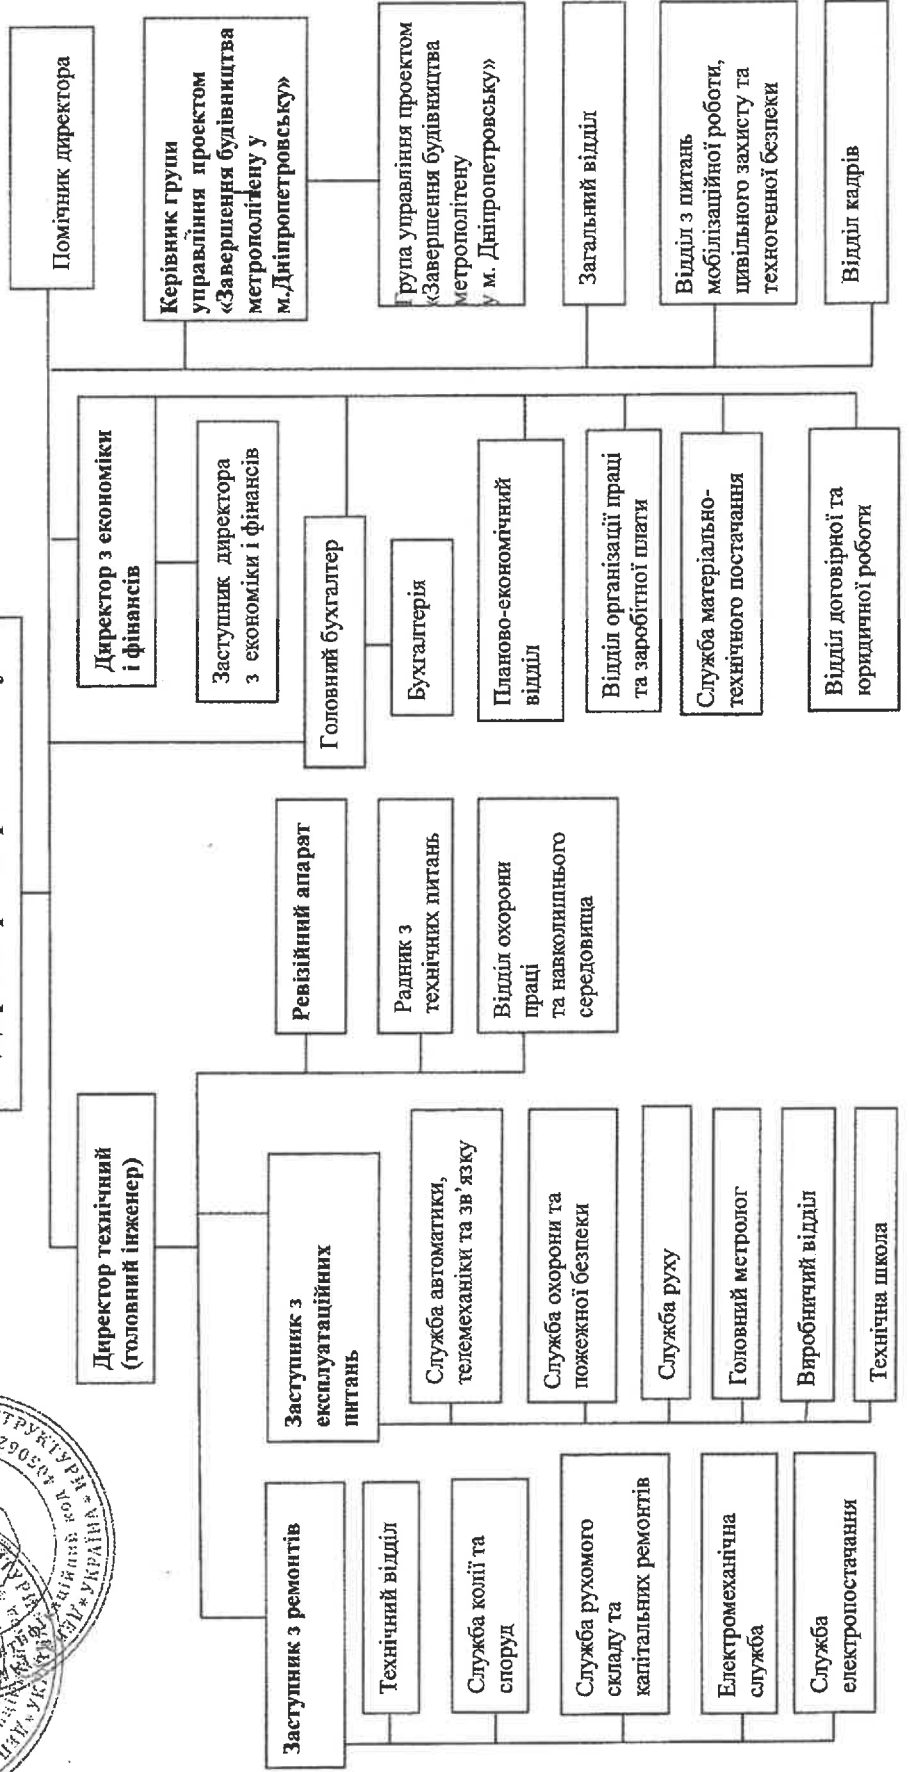 Помічник директора
Керівник групи
управління проектом
«Завершення будівництва
метрополітену у
м.Дніпропетровську»
Група управління проектом
«Завершення будівництва
метрополітену
у м. Дніпропетровську»
Загальний відділ
Відділ з питань
мобілізаційної роботи,
цивільного захисту та
техногенної безпеки
Відділ кадрів
Директор з економіки
і фінансів
Заступник директора
з економіки і фінансів
Головний бухгалтер
Бухгалтерія
Планово-економічний
відділ
Відділ організації праці
та заробітної плати
Служба матеріально-
технічного постачання
Відділ договірної та
юридичної роботи
Ревізійний апарат
Радник з
технічних питань
Відділ охорони
праці
та навколишнього
середовища
Директор технічний
(головний інженер)
Заступник з
експлуатаційних
питань
Служба автоматики,
телемеханіки та зв'язку
Служба охорони та
пожежної безпеки
Служба руху
Головний метролог
Виробничий відділ
Технічна школа
Заступник з ремонтів
Технічний відділ
Служба колії та
споруд
Служба рухомого
складу та
капітальних ремонтів
Електромеханічна
служба
Служба
електропостачання
УКРАЇНА